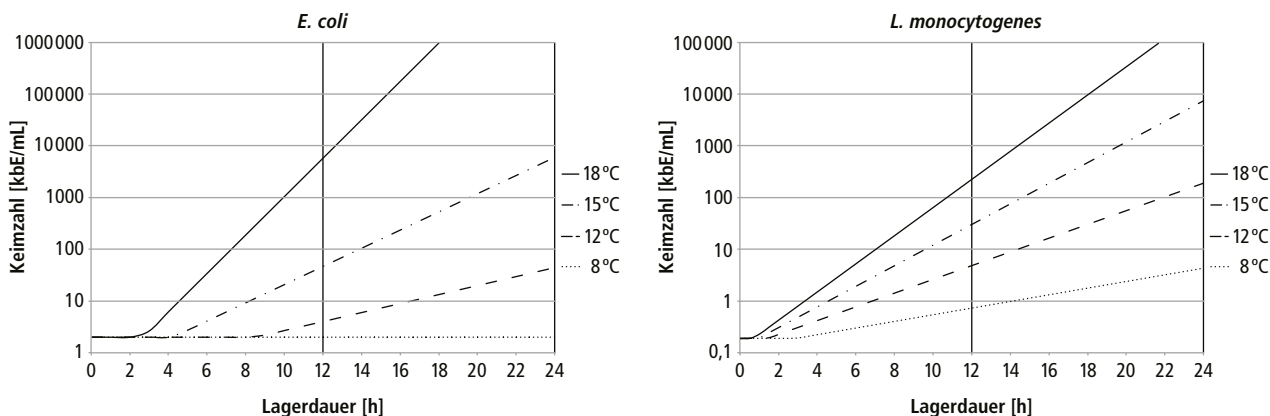 E. coli
Keimzahl [kbE/mL]
1000000
100000
10000
1000
100
10
1
0 2 4 6 8 10 12 14 16 18 20 22 24
Lagerdauer [h]
18 °C
15 °C
12 °C
8 °C
L. monocytogenes
Keimzahl [kbE/mL]
100000
10000
1000
100
10
1
0,1
0 2 4 6 8 10 12 14 16 18 20 22 24
Lagerdauer [h]
18 °C
15 °C
12 °C
8 °C